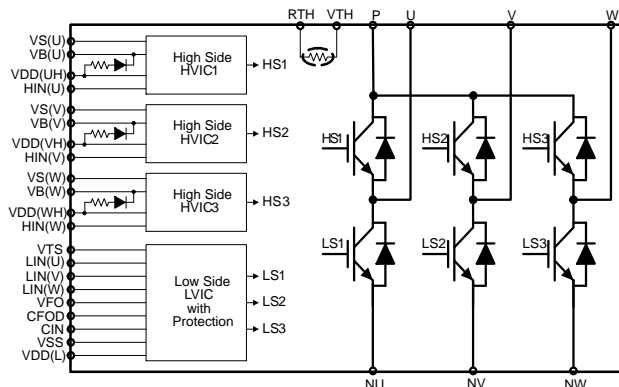 RTH VTH P U V W
VS(U)
VB(U)
VDD(UH)
HIN(U)
High Side
HVIC1
HS1
VS(V)
VB(V)
VDD(VH)
HIN(V)
High Side
HVIC2
HS2
VS(W)
VB(W)
VDD(WH)
HIN(W)
High Side
HVIC3
HS3
VTS
LIN(U)
LIN(V)
LIN(W)
VFO
CFOD
CIN
VSS
VDD(L)
Low Side
LVIC
with
Protection
LS1
LS2
LS3
HS1 HS2 HS3
LS1 LS2 LS3
NU NV NW